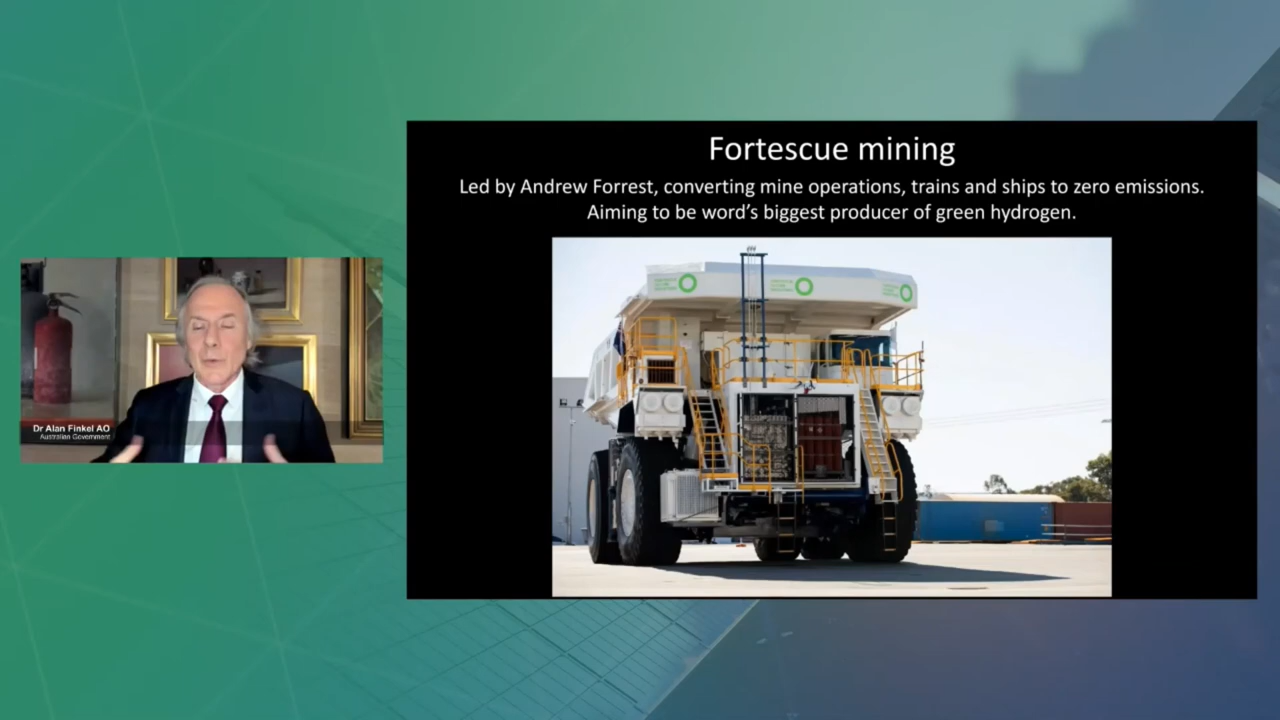 Fortescue mining
Led by Andrew Forrest, converting mine operations, trains and ships to zero emissions.
Aiming to be word's biggest producer of green hydrogen.
Dr Alan Finkel AO
Australian Government